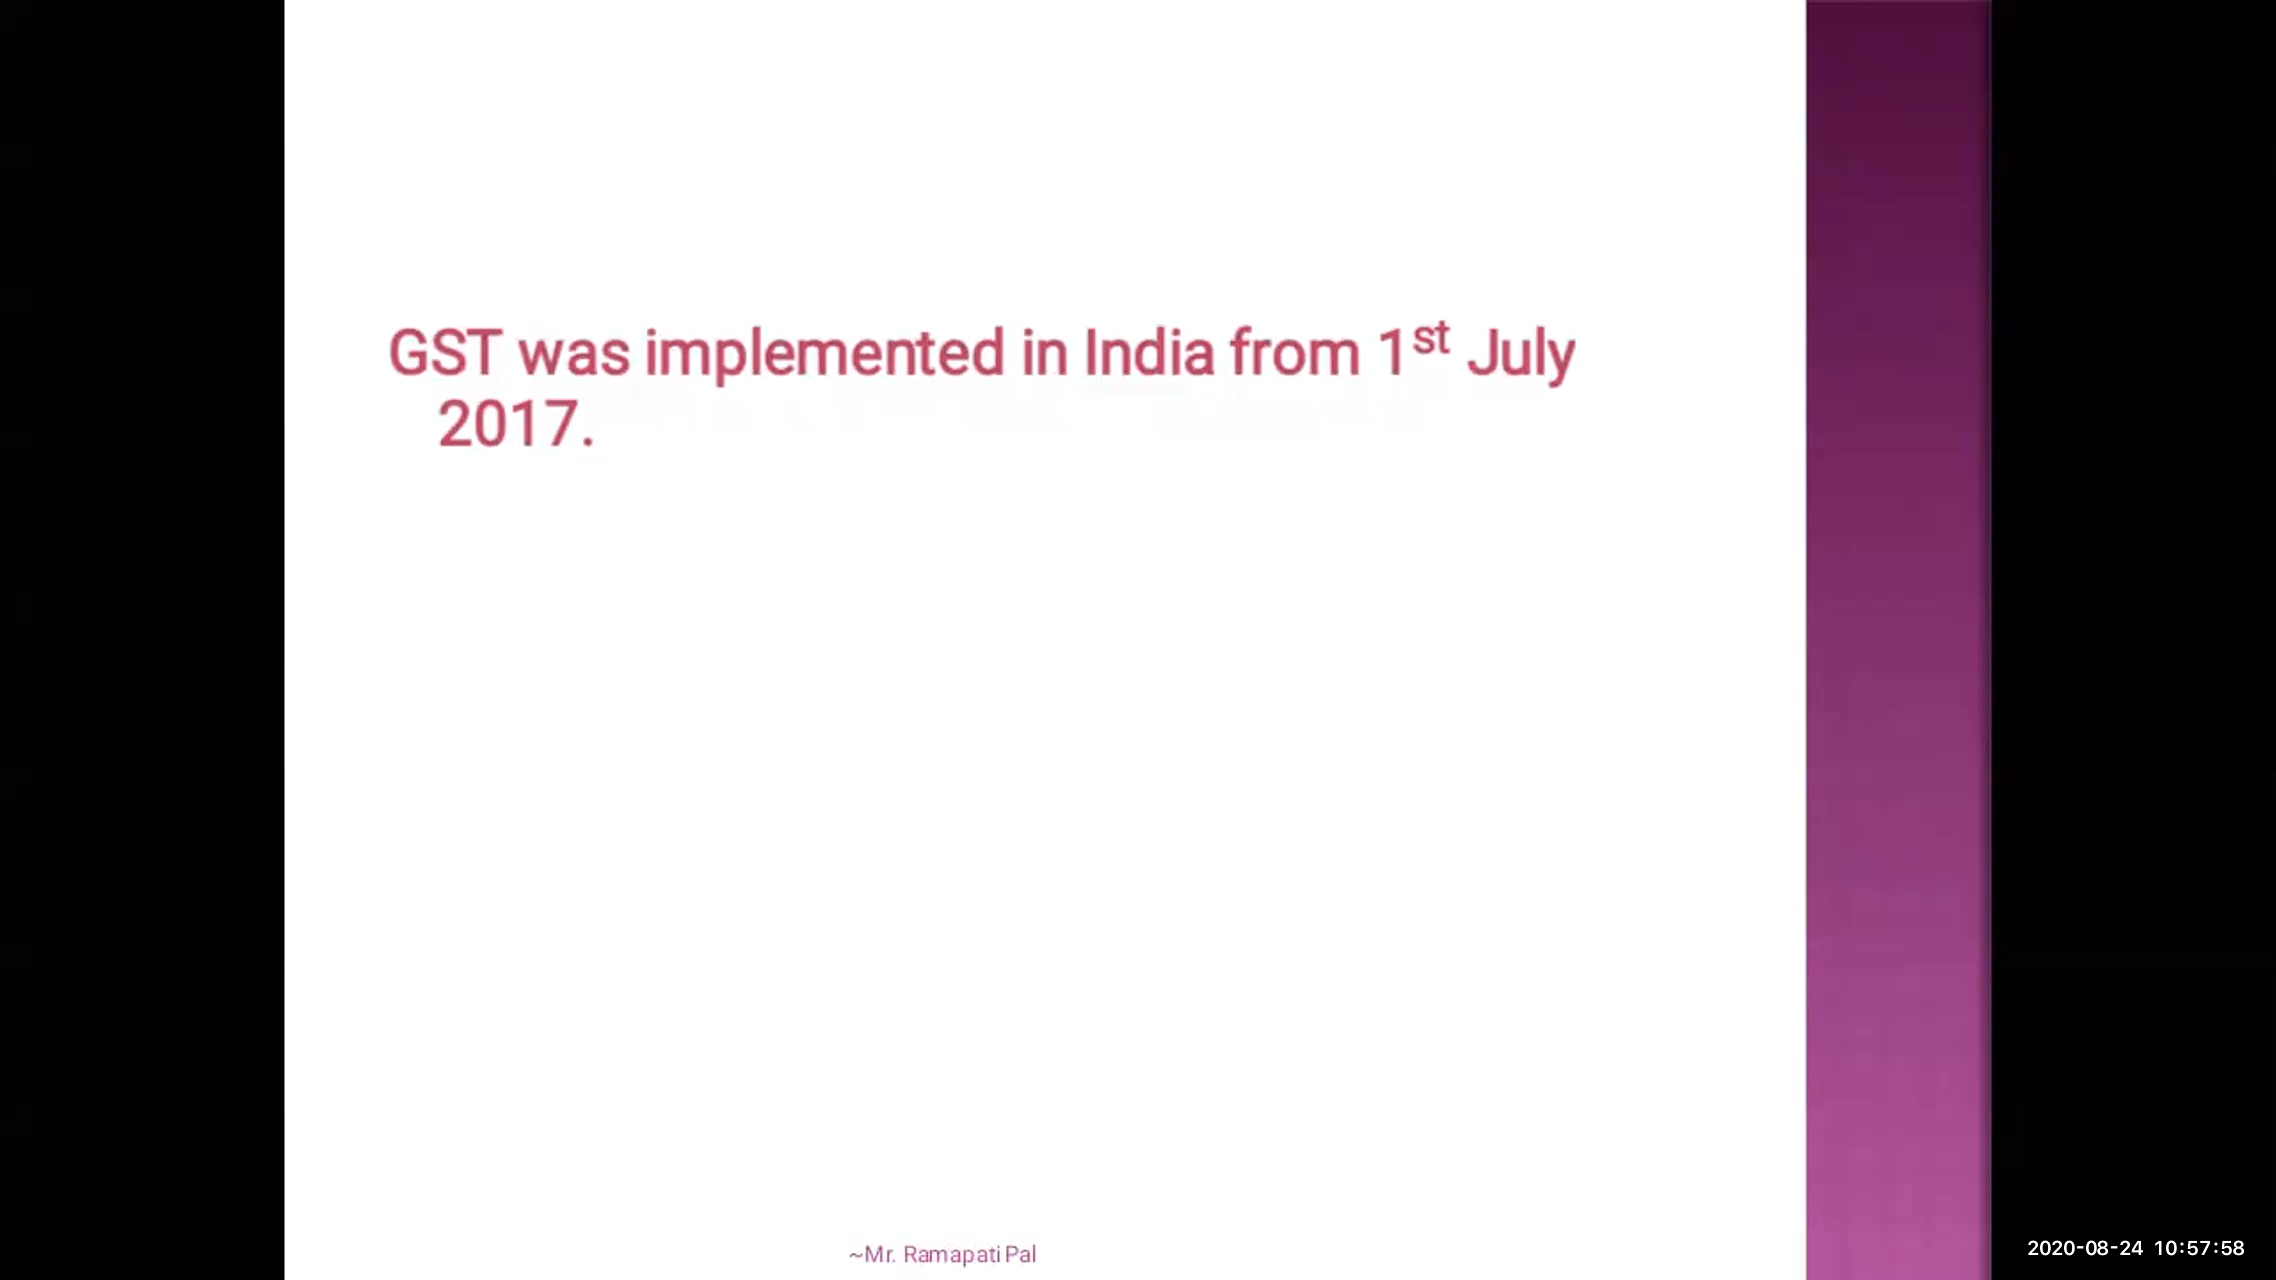 GST was implemented in India from 1st July
2017.
~Mr. Ramapati Pal
2020-08-24 10:57:58